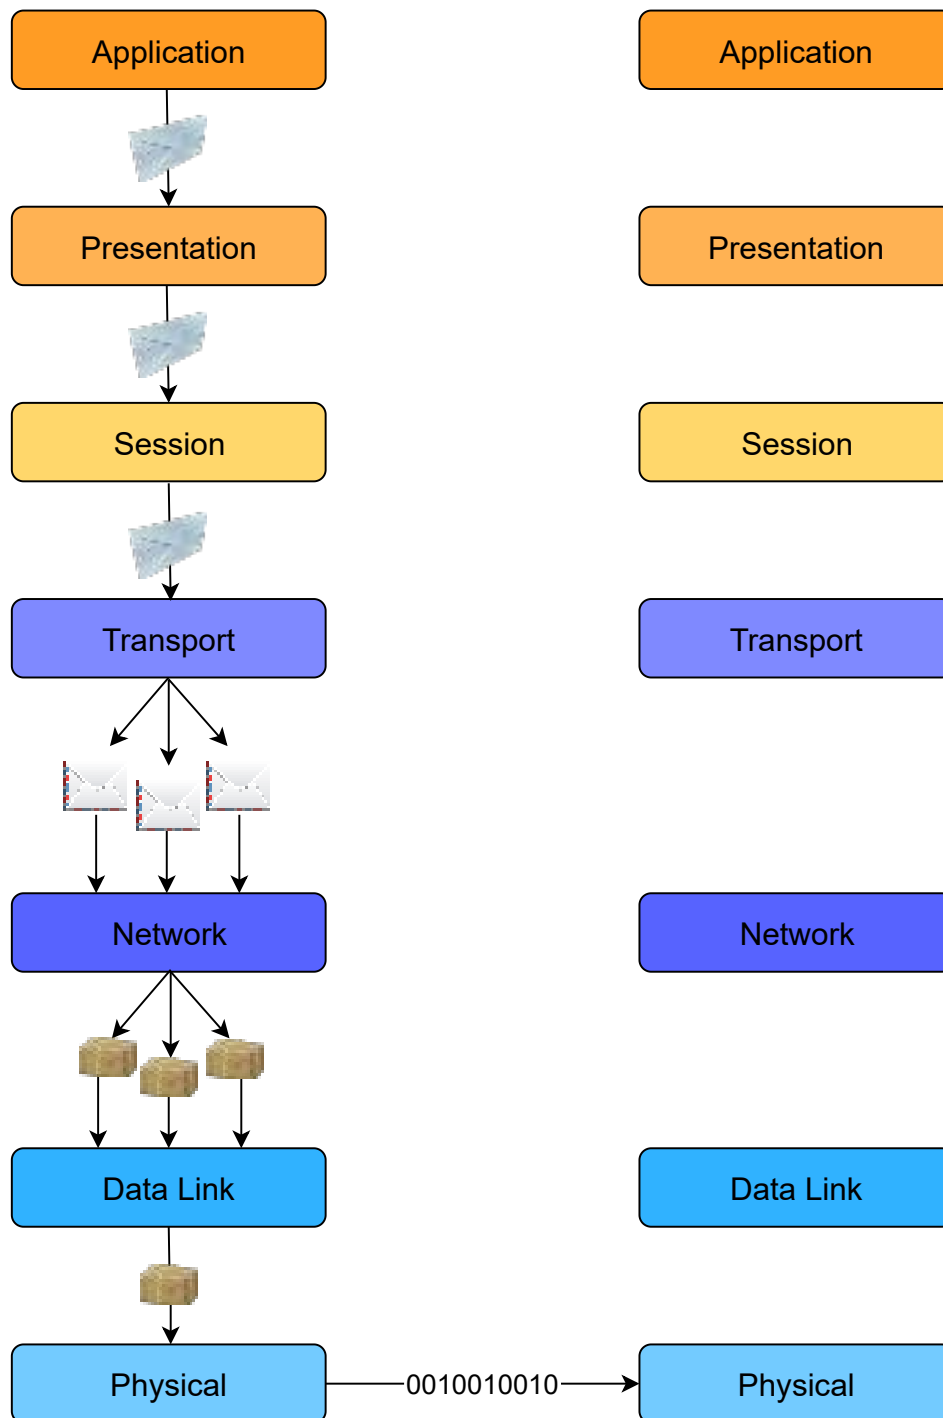 Application
Application
Presentation
Presentation
Session
Session
Transport
Transport
Network
Network
Data Link
Data Link
Physical
0010010010
Physical